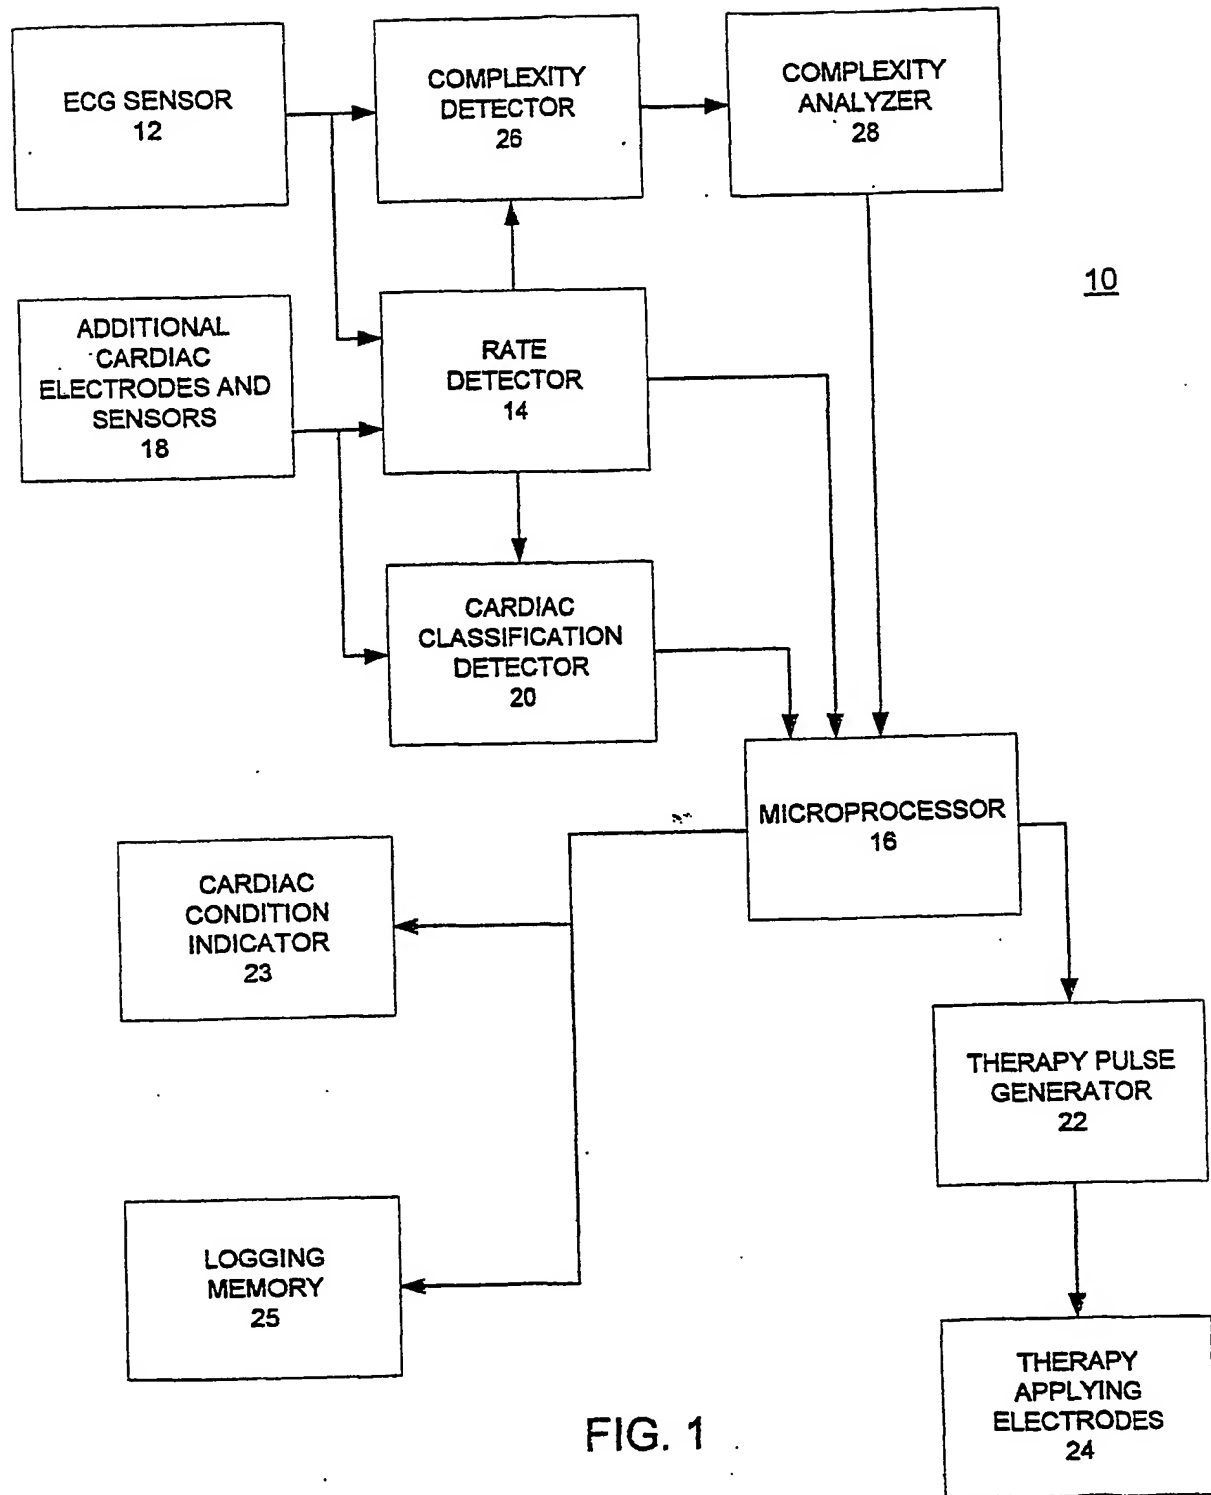 ECG SENSOR
12
COMPLEXITY
DETECTOR
26
COMPLEXITY
ANALYZER
28
10
ADDITIONAL
CARDIAC
ELECTRODES AND
SENSORS
18
RATE
DETECTOR
14
CARDIAC
CLASSIFICATION
DETECTOR
20
MICROPROCESSOR
16
CARDIAC
CONDITION
INDICATOR
23
THERAPY PULSE
GENERATOR
22
LOGGING
MEMORY
25
THERAPY
APPLYING
ELECTRODES
24
FIG. 1